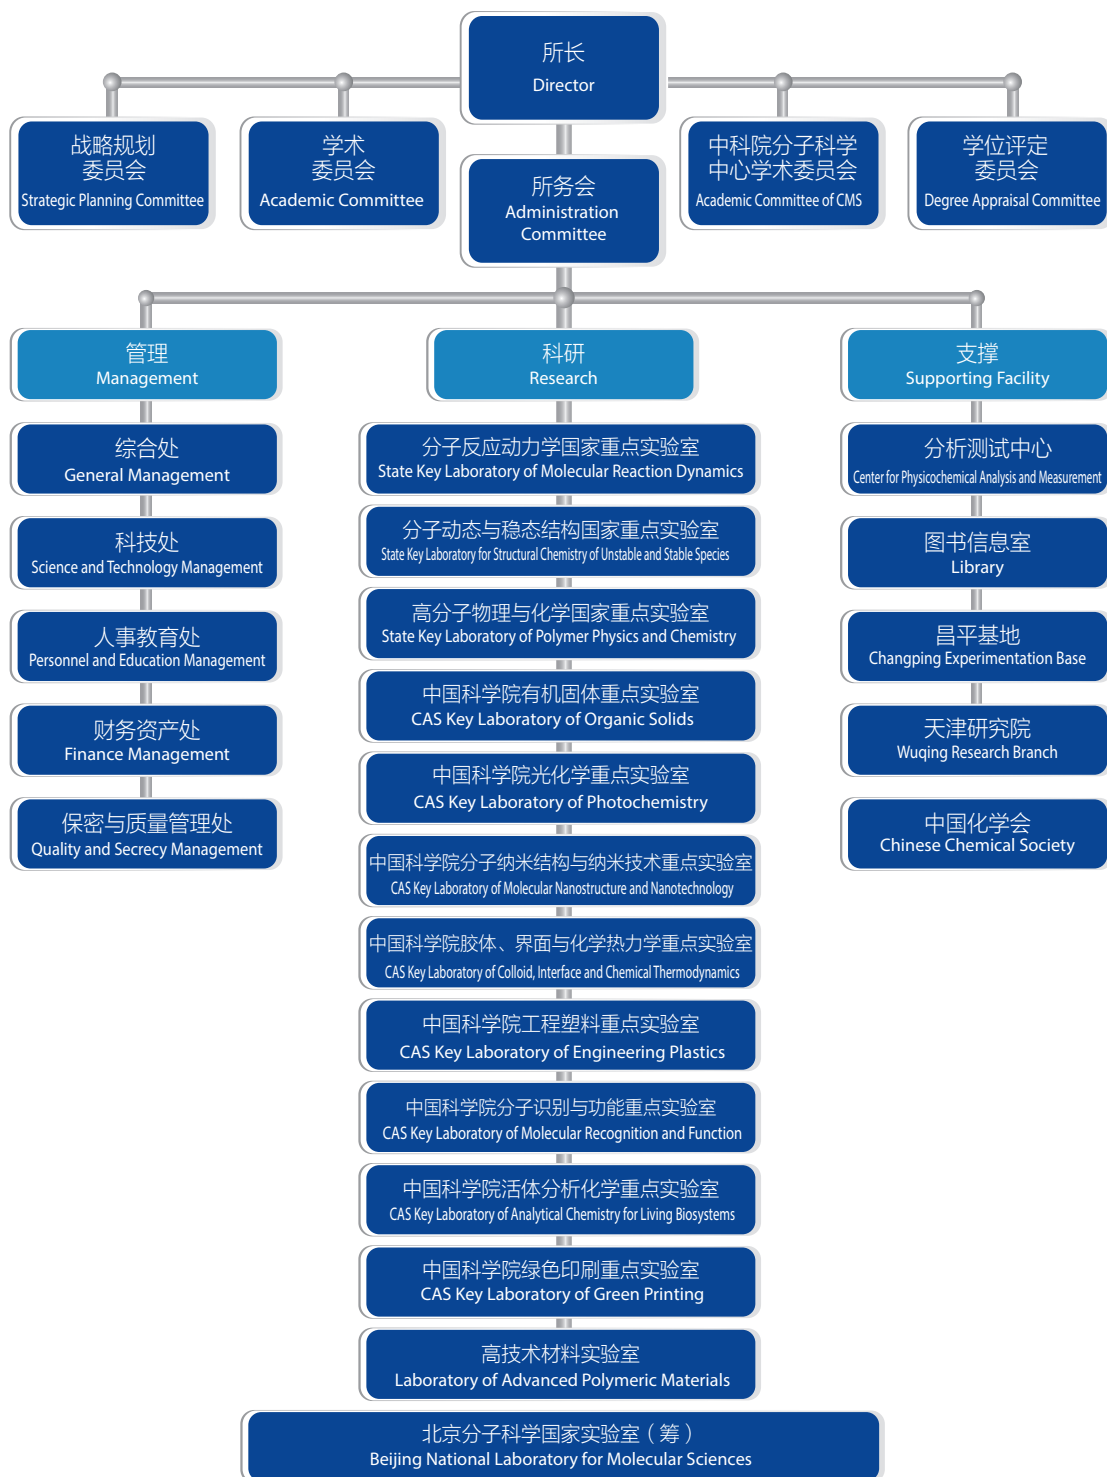 所长
Director
战略规划
委员会
Strategic Planning Committee
学术
委员会
Academic Committee
中科院分子科学
中心学术委员会
Academic Committee of CMS
学位评定
委员会
Degree Appraisal Committee
所务会
Administration
Committee
管理
Management
综合处
General Management
科技处
Science and Technology Management
人事教育处
Personnel and Education Management
财务资产处
Finance Management
保密与质量管理处
Quality and Secrecy Management
科研
Research
分子反应动力学国家重点实验室
State Key Laboratory of Molecular Reaction Dynamics
分子动态与稳态结构国家重点实验室
State Key Laboratory for Structural Chemistry of Unstable and Stable Species
高分子物理与化学国家重点实验室
State Key Laboratory of Polymer Physics and Chemistry
中国科学院有机固体重点实验室
CAS Key Laboratory of Organic Solids
中国科学院光化学重点实验室
CAS Key Laboratory of Photochemistry
中国科学院分子纳米结构与纳米技术重点实验室
CAS Key Laboratory of Molecular Nanostructure and Nanotechnology
中国科学院胶体、界面与化学热力学重点实验室
CAS Key Laboratory of Colloid, Interface and Chemical Thermodynamics
中国科学院工程塑料重点实验室
CAS Key Laboratory of Engineering Plastics
中国科学院分子识别与功能重点实验室
CAS Key Laboratory of Molecular Recognition and Function
中国科学院活体分析化学重点实验室
CAS Key Laboratory of Analytical Chemistry for Living Biosystems
中国科学院绿色印刷重点实验室
CAS Key Laboratory of Green Printing
高技术材料实验室
Laboratory of Advanced Polymeric Materials
支撑
Supporting Facility
分析测试中心
Center for Physicochemical Analysis and Measurement
图书信息室
Library
昌平基地
Changping Experimentation Base
天津研究院
Wuqing Research Branch
中国化学会
Chinese Chemical Society
北京分子科学国家实验室（筹）
Beijing National Laboratory for Molecular Sciences